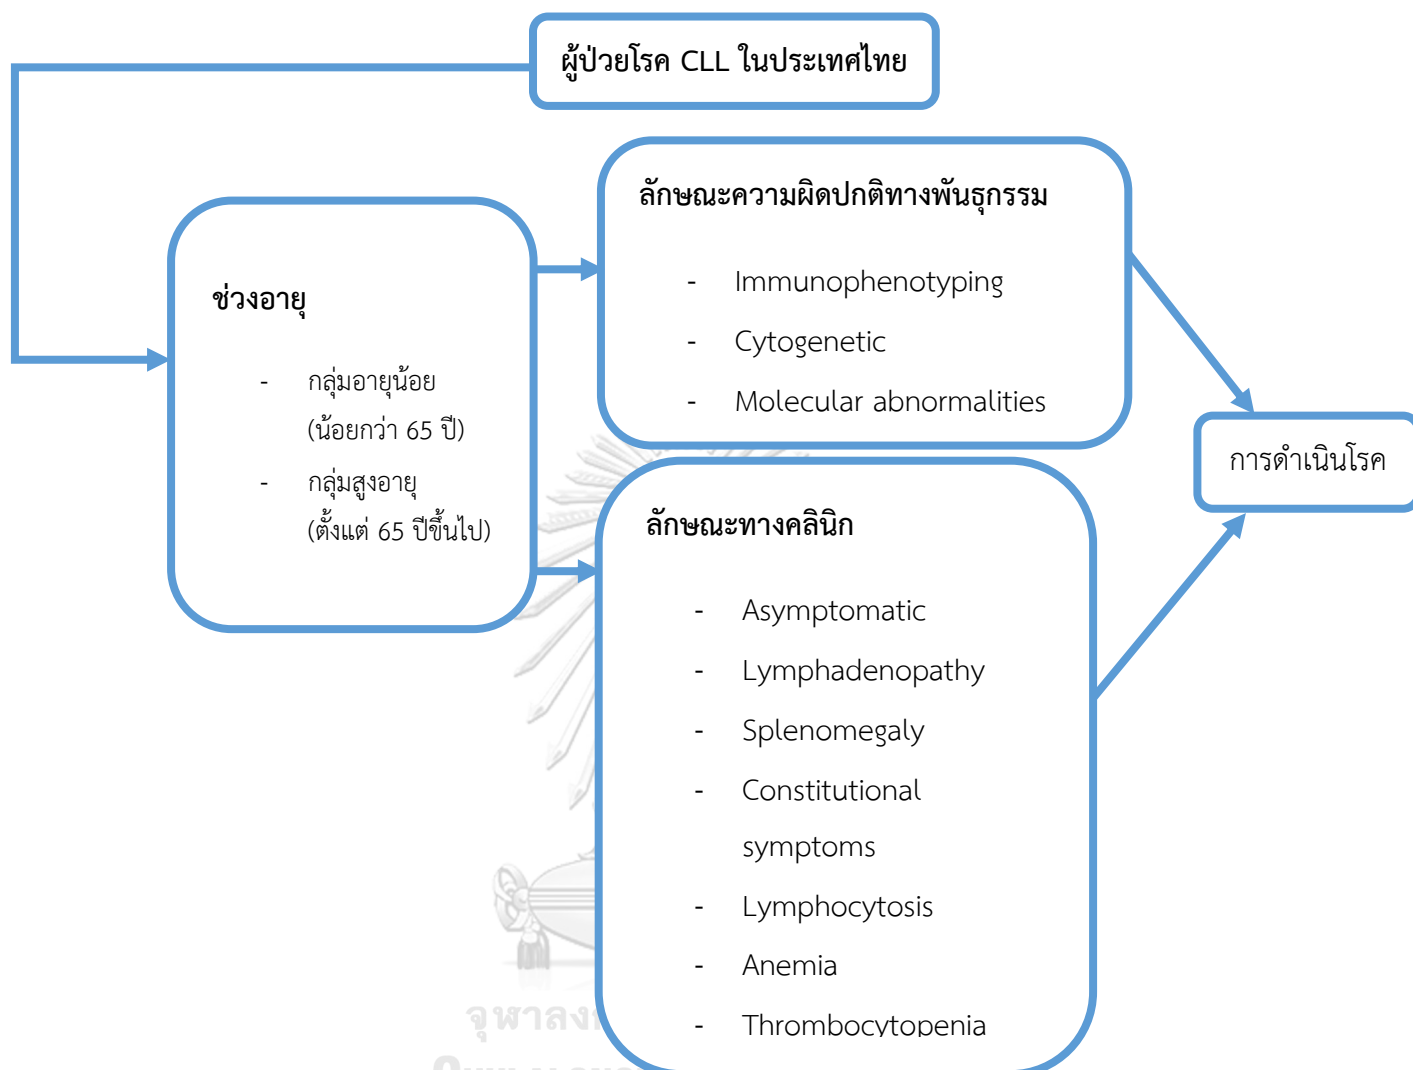 ผู้ป่วยโรค CLL ในประเทศไทย
ช่วงอายุ
- กลุ่มอายุน้อย
(น้อยกว่า 65 ปี)
- กลุ่มสูงอายุ
(ตั้งแต่ 65 ปีขึ้นไป)
ลักษณะความผิดปกติทางพันธุกรรม
- Immunophenotyping
- Cytogenetic
- Molecular abnormalities
ลักษณะทางคลินิก
- Asymptomatic
- Lymphadenopathy
- Splenomegaly
- Constitutional
symptoms
- Lymphocytosis
- Anemia
- Thrombocytopenia
การดำเนินโรค